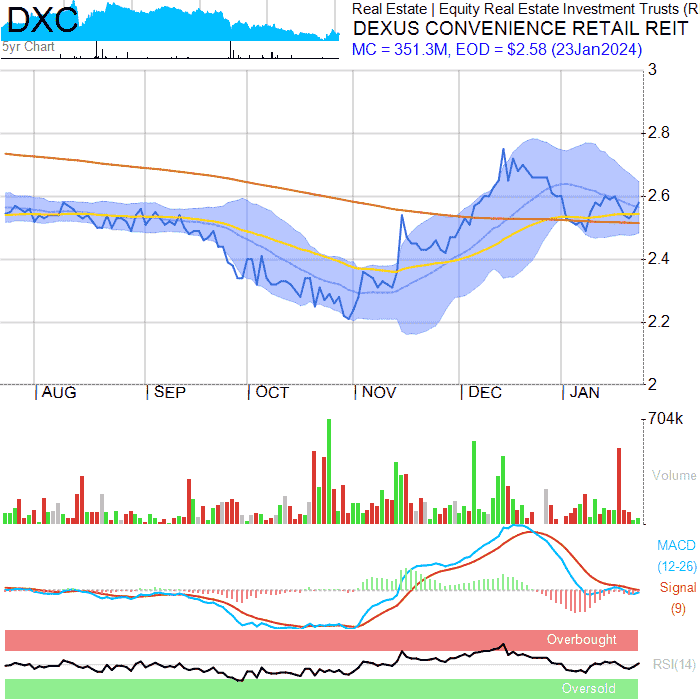 DXC
5yr Chart
Real Estate | Equity Real Estate Investment Trusts (R
DEXUS CONVENIENCE RETAIL REIT
MC = 351.3M, EOD = $2.58 (23Jan2024)
3
2.8
2.6
2.4
2.2
2
AUG SEP OCT NOV DEC JAN
704k
Volume
MACD
(12-26)
Signal
(9)
Overbought
RSI(14)
Oversold